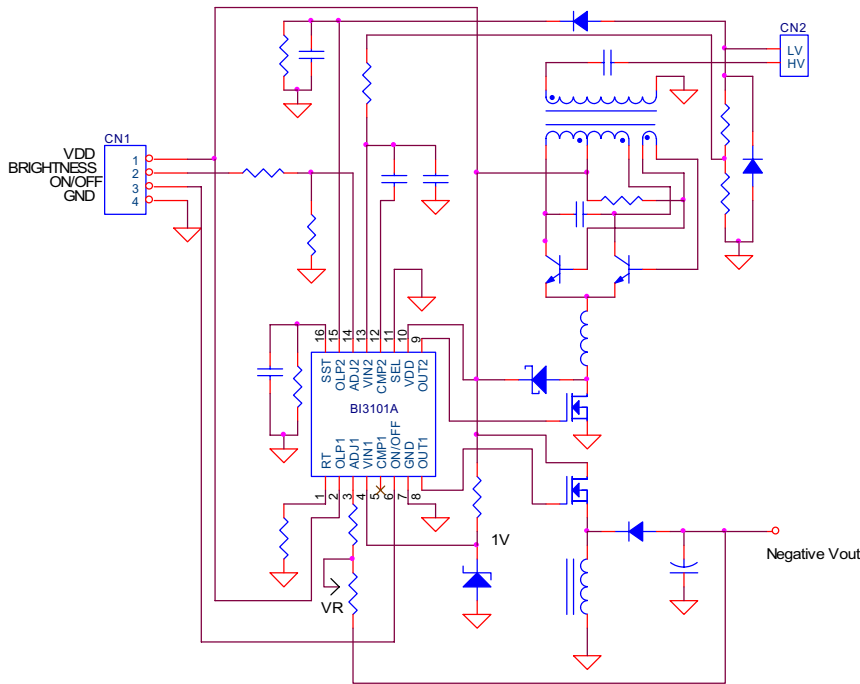 CN2
LV
HV
CN1
VDD 1
BRIGHTNESS 2
ON/OFF 3
GND 4
16 15 14 13 12 11 10 9
SST OLP2 ADJ2 VIN2 CMP2 SEL VDD OUT2
BI3101A
RT OLP1 ADJ1 VIN1 CMP1 ON/OFF GND OUT1
1 2 3 4 5 6 7 8
1V
Negative Vout
VR